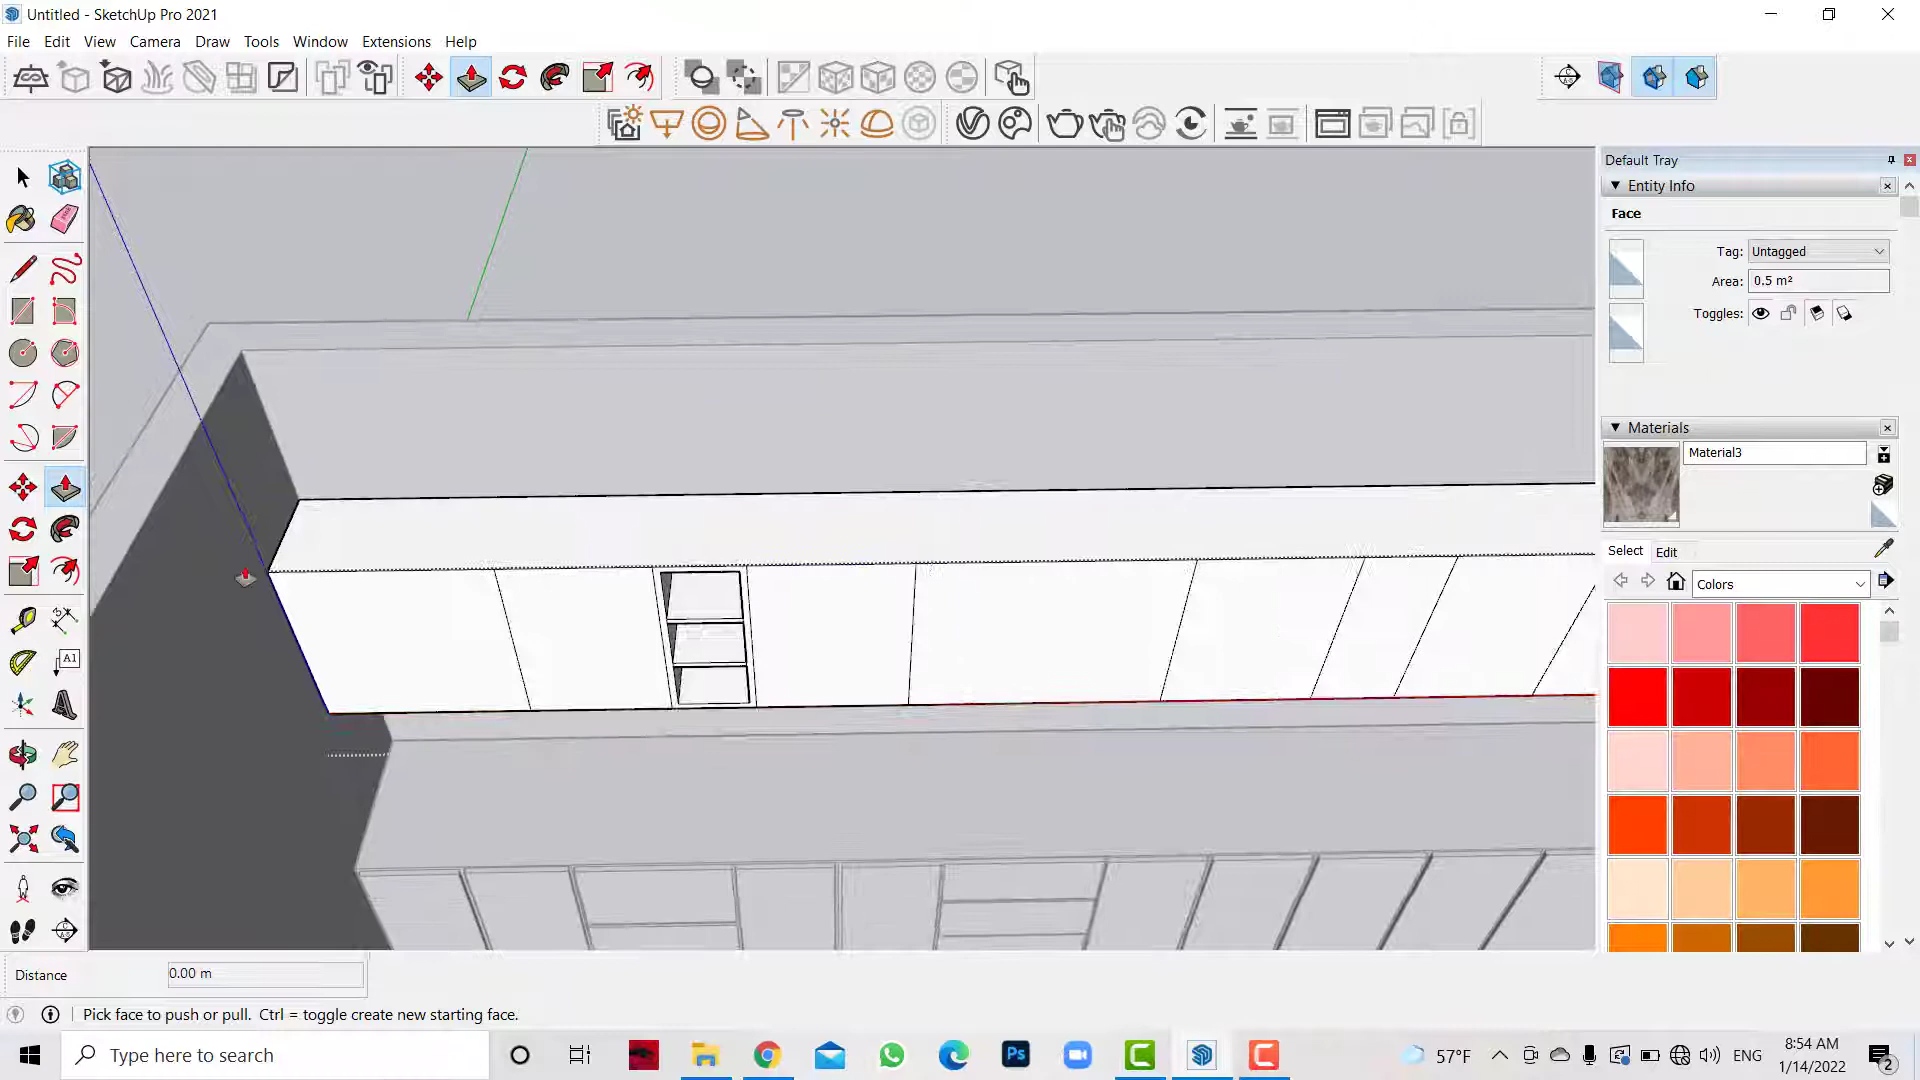 Untitled - SketchUp Pro 2021
File Edit View Camera Draw Tools Window Extensions Help
Default Tray
Entity Info
Face
Tag: Untagged
Area: 0.5 m²
Toggles:
Materials
Material3
Select Edit
Colors
A1
Distance 0.00 m
Pick face to push or pull. Ctrl = toggle create new starting face.
Type here to search
Ps
57°F
ENG
8:54 AM
1/14/2022
2